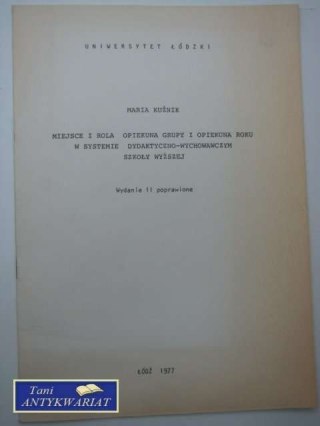 UNIWERSYTET ŁÓDZKI
MARIA KUŹNIK
MIEJSCE I ROLA OPIEKUNA GRUPY I OPIEKUNA ROKU
W SYSTEMIE DYDAKTYCZNO-WYCHOWAWCZYM
SZKOŁY WYŻSZEJ
Wydanie II poprawione
ŁÓDŹ 1977
Tani
ANTYKWARIAT